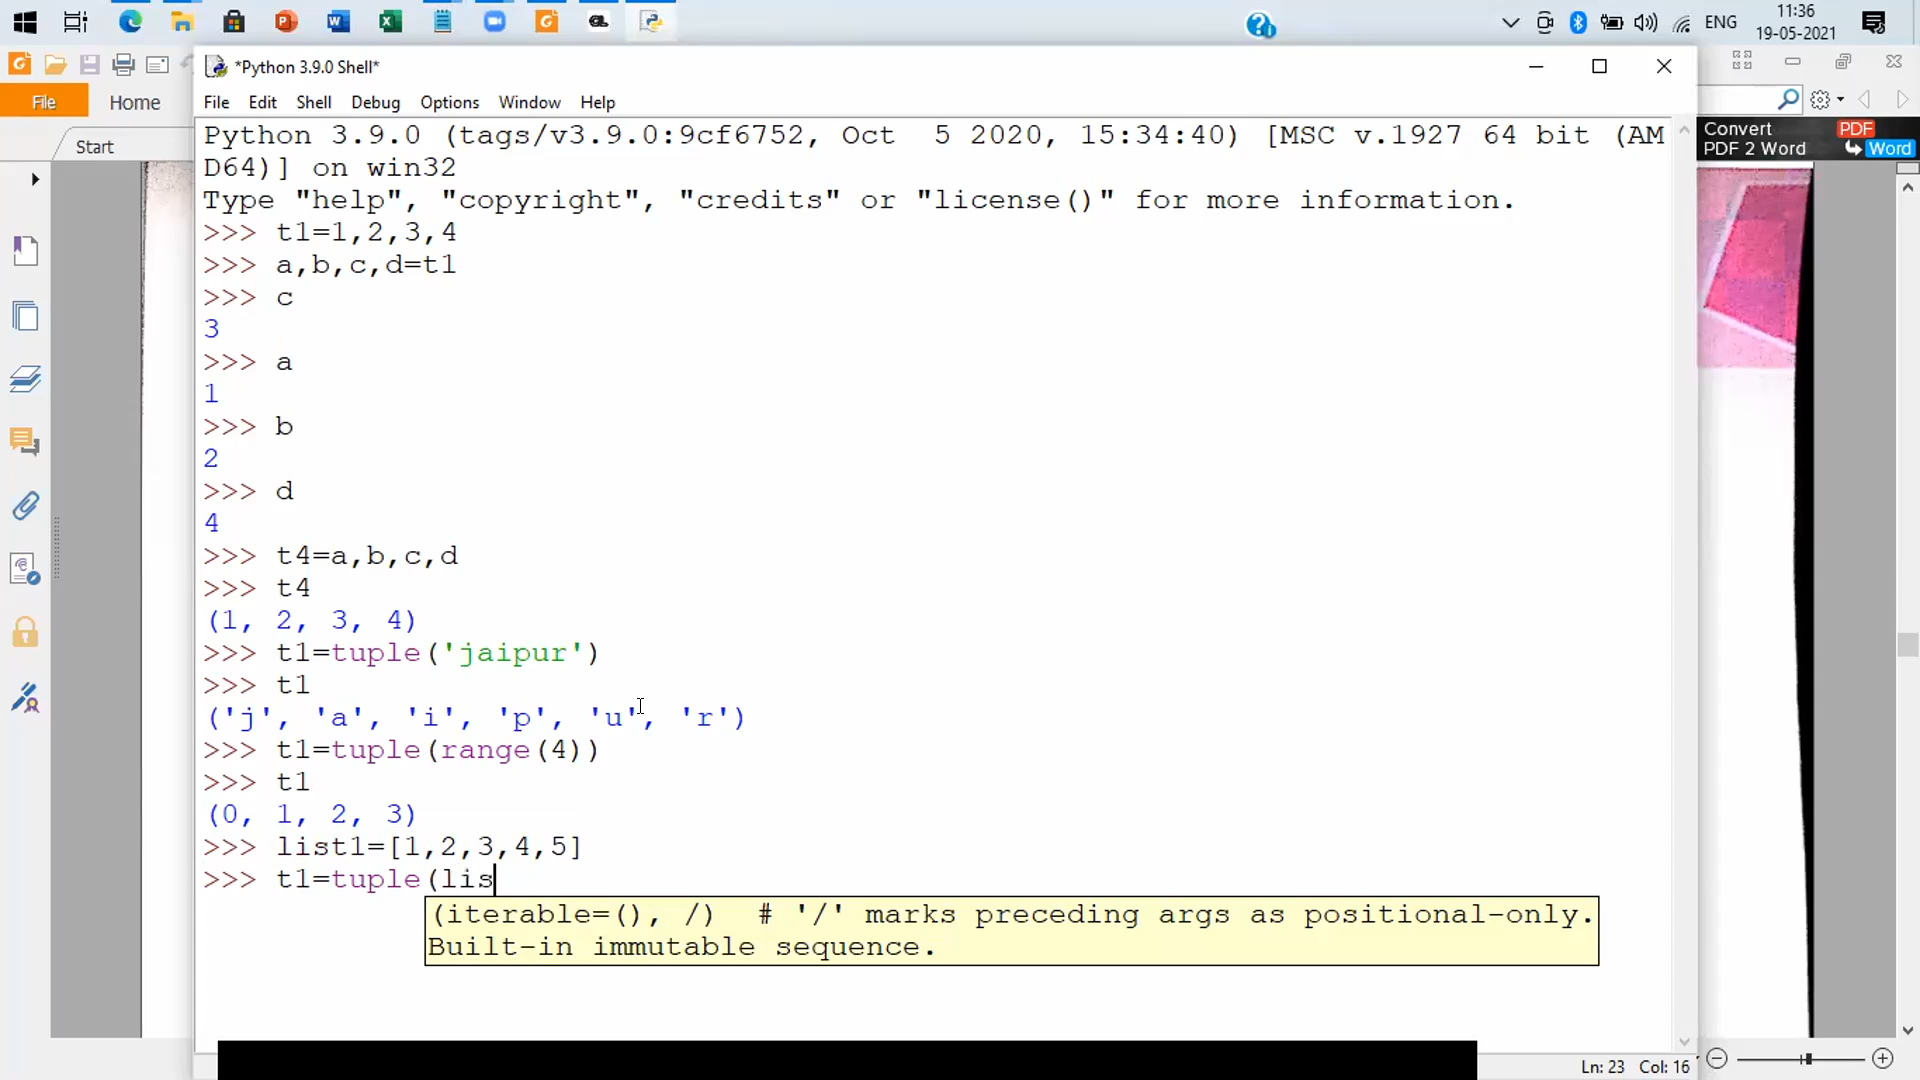 ENG
11:36
19-05-2021
*Python 3.9.0 Shell*
File Home
File Edit Shell Debug Options Window Help
Start
Convert PDF
PDF 2 Word Word
Python 3.9.0 (tags/v3.9.0:9cf6752, Oct  5 2020, 15:34:40) [MSC v.1927 64 bit (AM
D64)] on win32
Type "help", "copyright", "credits" or "license()" for more information.
>>> t1=1,2,3,4
>>> a,b,c,d=t1
>>> c
3
>>> a
1
>>> b
2
>>> d
4
>>> t4=a,b,c,d
>>> t4
(1, 2, 3, 4)
>>> t1=tuple('jaipur')
>>> t1
('j', 'a', 'i', 'p', 'u', 'r')
>>> t1=tuple(range(4))
>>> t1
(0, 1, 2, 3)
>>> list1=[1,2,3,4,5]
>>> t1=tuple(lis
(iterable=(), /)  # '/' marks preceding args as positional-only.
Built-in immutable sequence.
Ln: 23 Col: 16